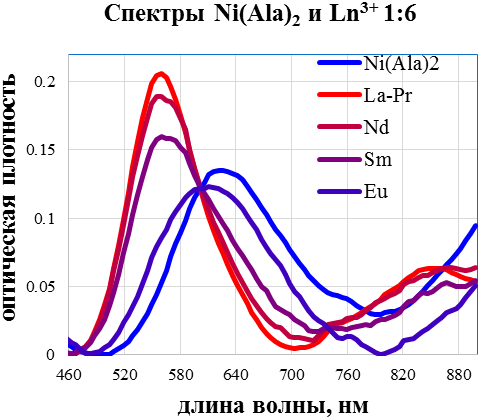 Спектры Ni(Ala)₂ и Ln³⁺ 1:6
Ni(Ala)2
La-Pr
Nd
Sm
Eu
оптическая плотность
0.2
0.15
0.1
0.05
0
460 520 580 640 700 760 820 880
длина волны, нм